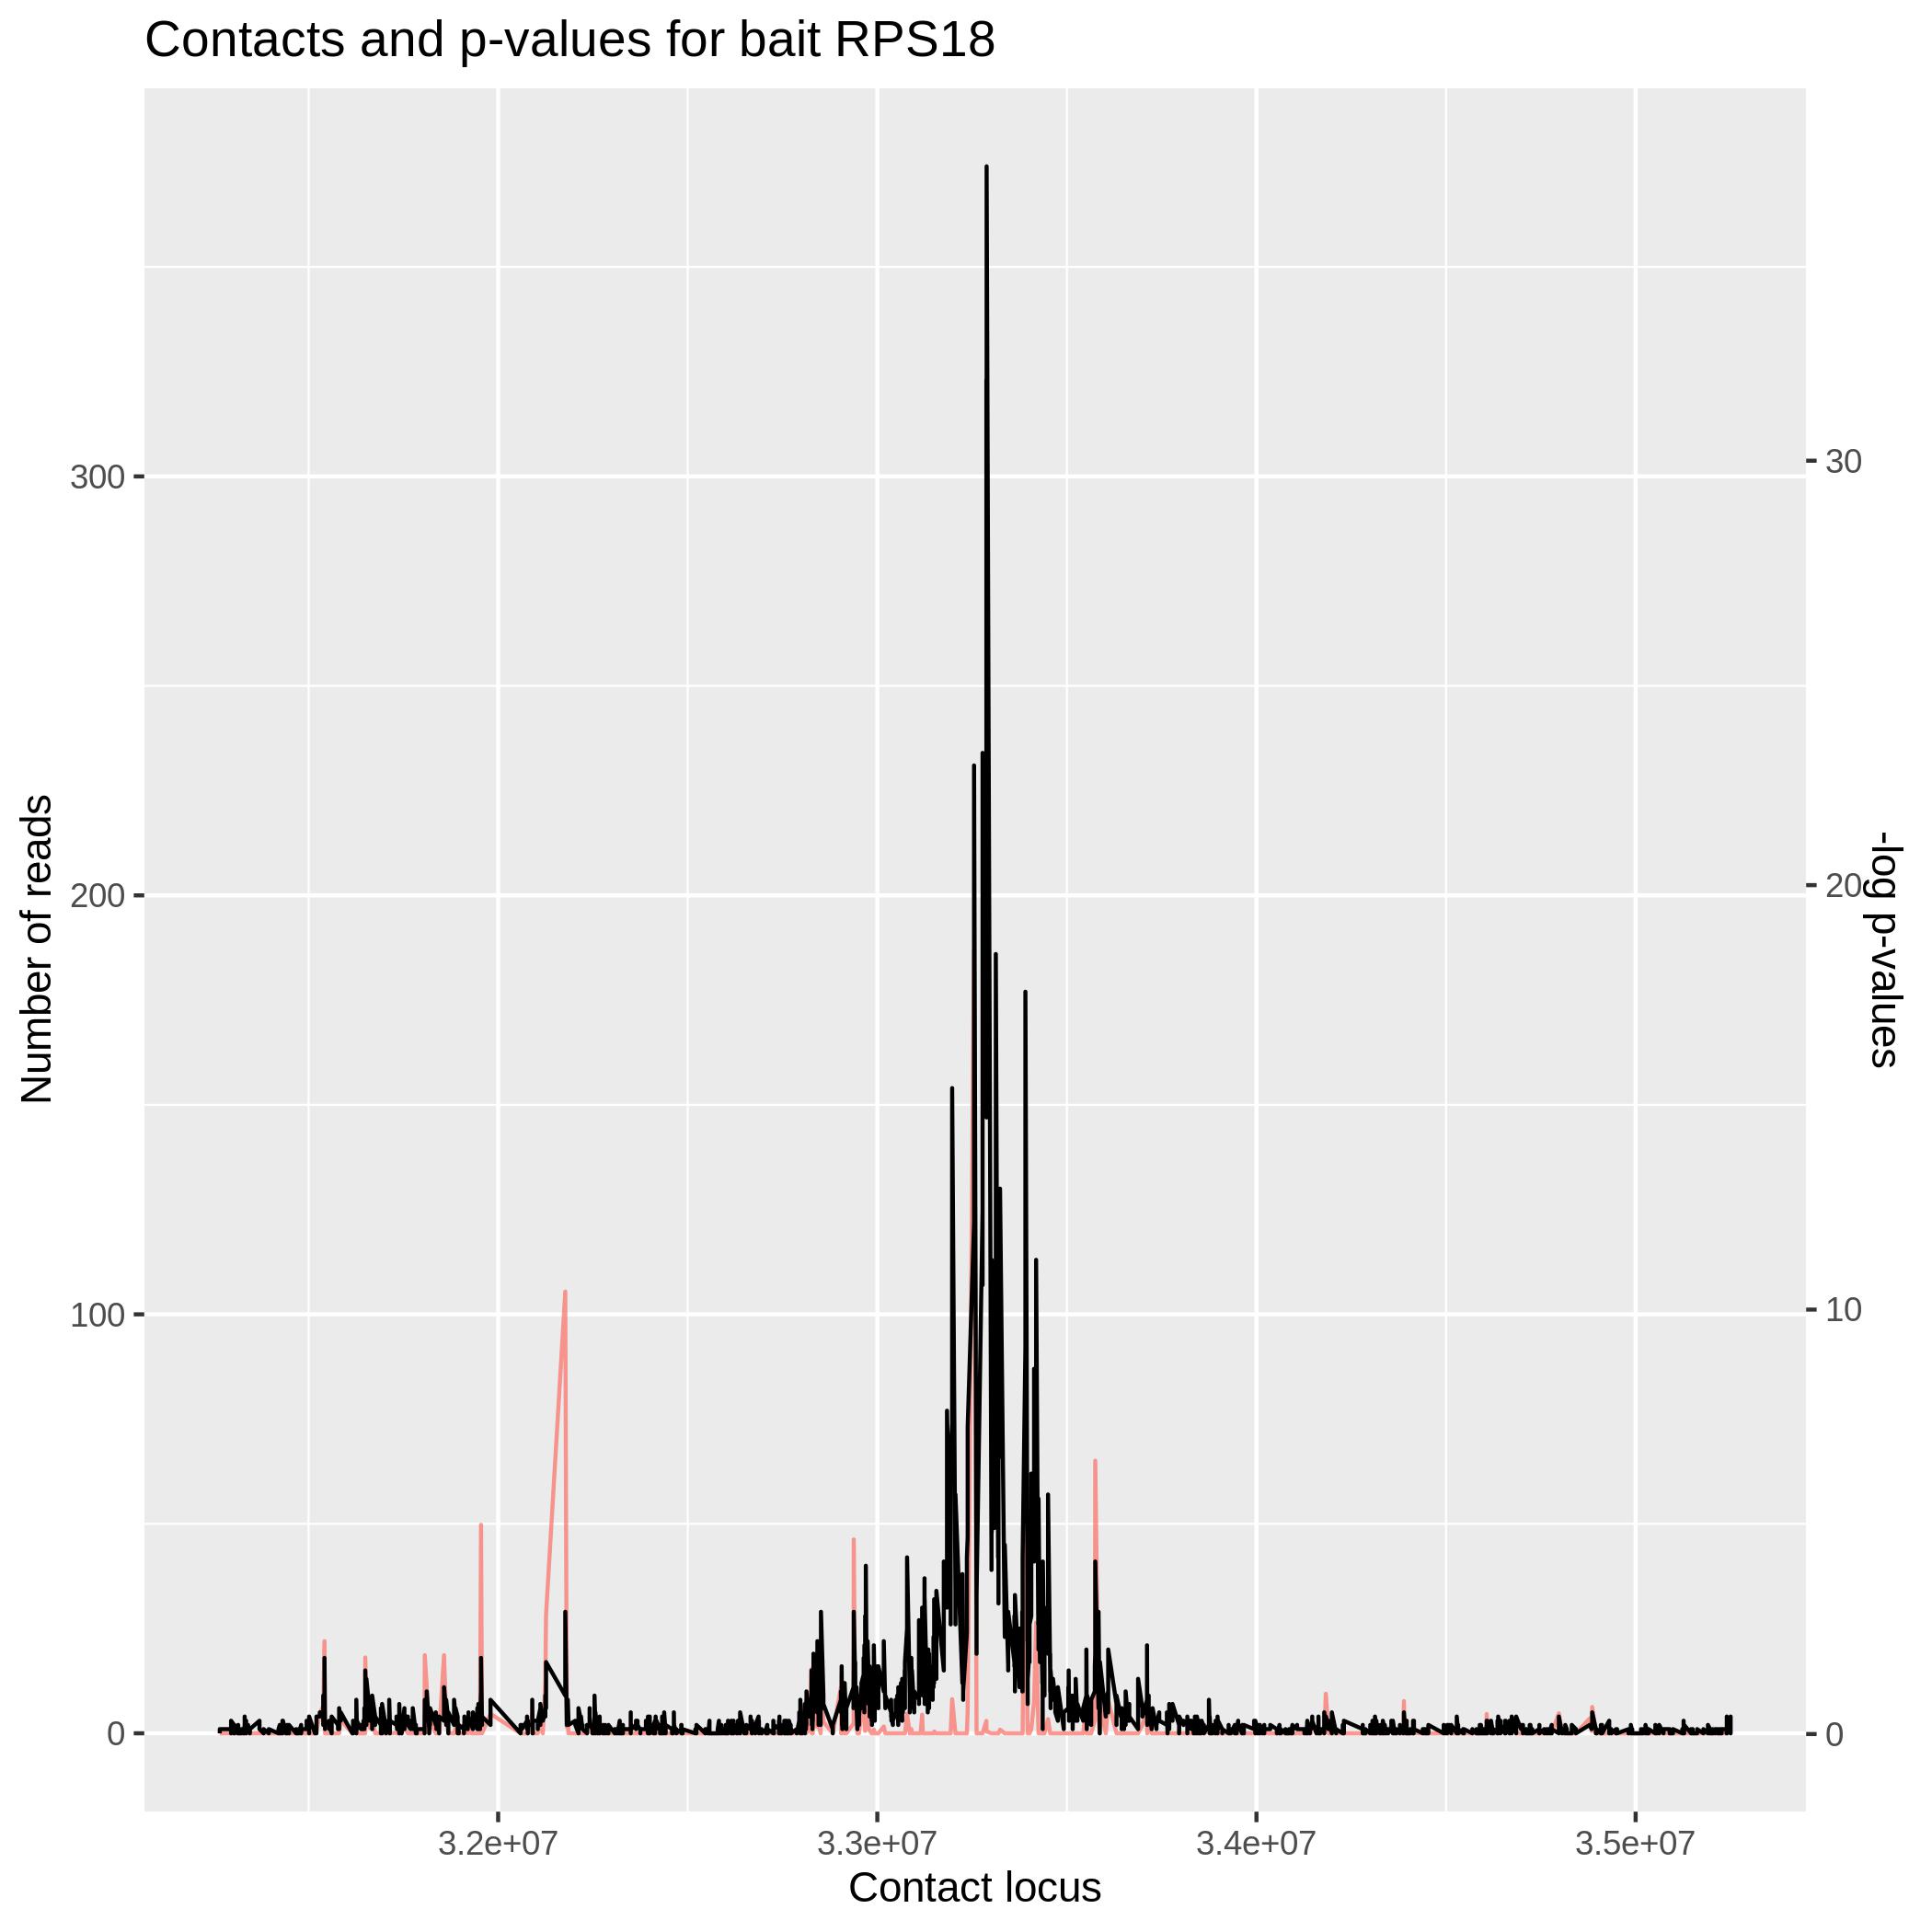 Contacts and p-values for bait RPS18
Number of reads
300
200
100
0
30
20
10
0
-log p-values
3.2e+07
3.3e+07
3.4e+07
3.5e+07
Contact locus